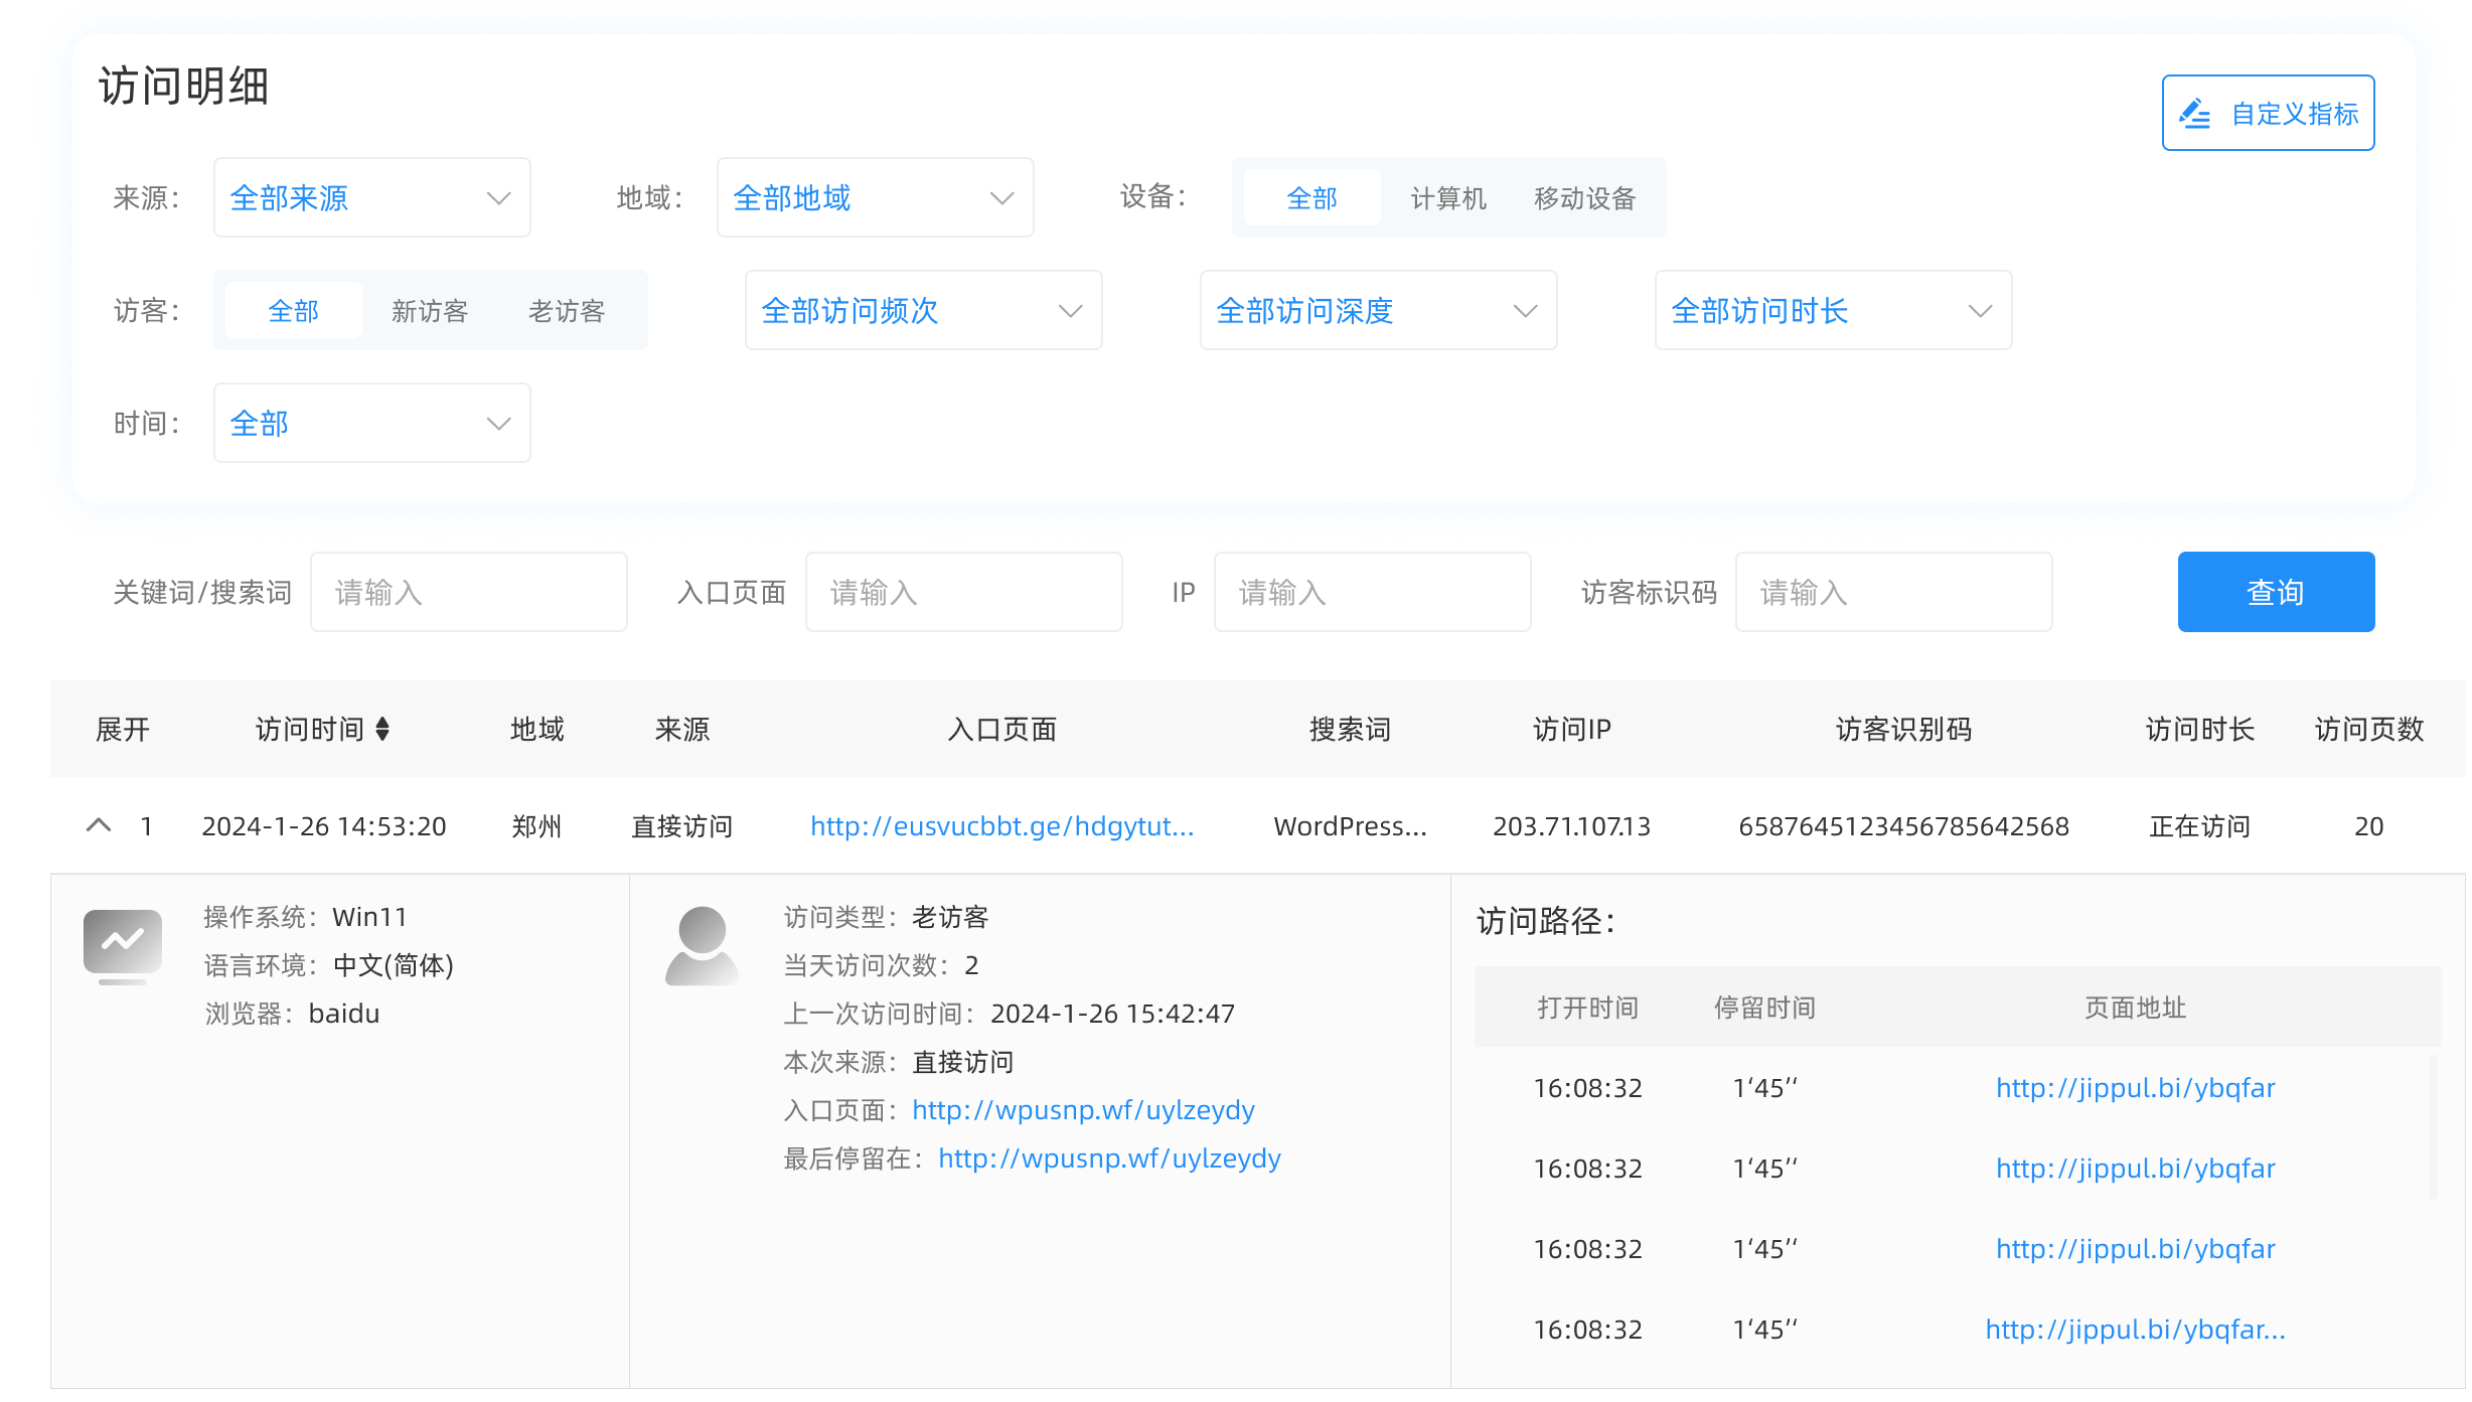 访问明细
自定义指标
来源： 全部来源 地域： 全部地域 设备： 全部 计算机 移动设备
访客： 全部 新访客 老访客 全部访问频次 全部访问深度 全部访问时长
时间： 全部
关键词/搜索词 请输入 入口页面 请输入 IP 请输入 访客标识码 请输入 查询
展开 访问时间 地域 来源 入口页面 搜索词 访问IP 访客识别码 访问时长 访问页数
1 2024-1-26 14:53:20 郑州 直接访问 http://eusvucbbt.ge/hdgytut... WordPress... 203.71.107.13 6587645123456785642568 正在访问 20
操作系统：Win11
语言环境：中文(简体)
浏览器：baidu
访问类型：老访客
当天访问次数：2
上一次访问时间：2024-1-26 15:42:47
本次来源：直接访问
入口页面：http://wpusnp.wf/uylzeydy
最后停留在：http://wpusnp.wf/uylzeydy
访问路径：
打开时间 停留时间 页面地址
16:08:32 1‘45‘‘ http://jippul.bi/ybqfar
16:08:32 1‘45‘‘ http://jippul.bi/ybqfar
16:08:32 1‘45‘‘ http://jippul.bi/ybqfar
16:08:32 1‘45‘‘ http://jippul.bi/ybqfar...